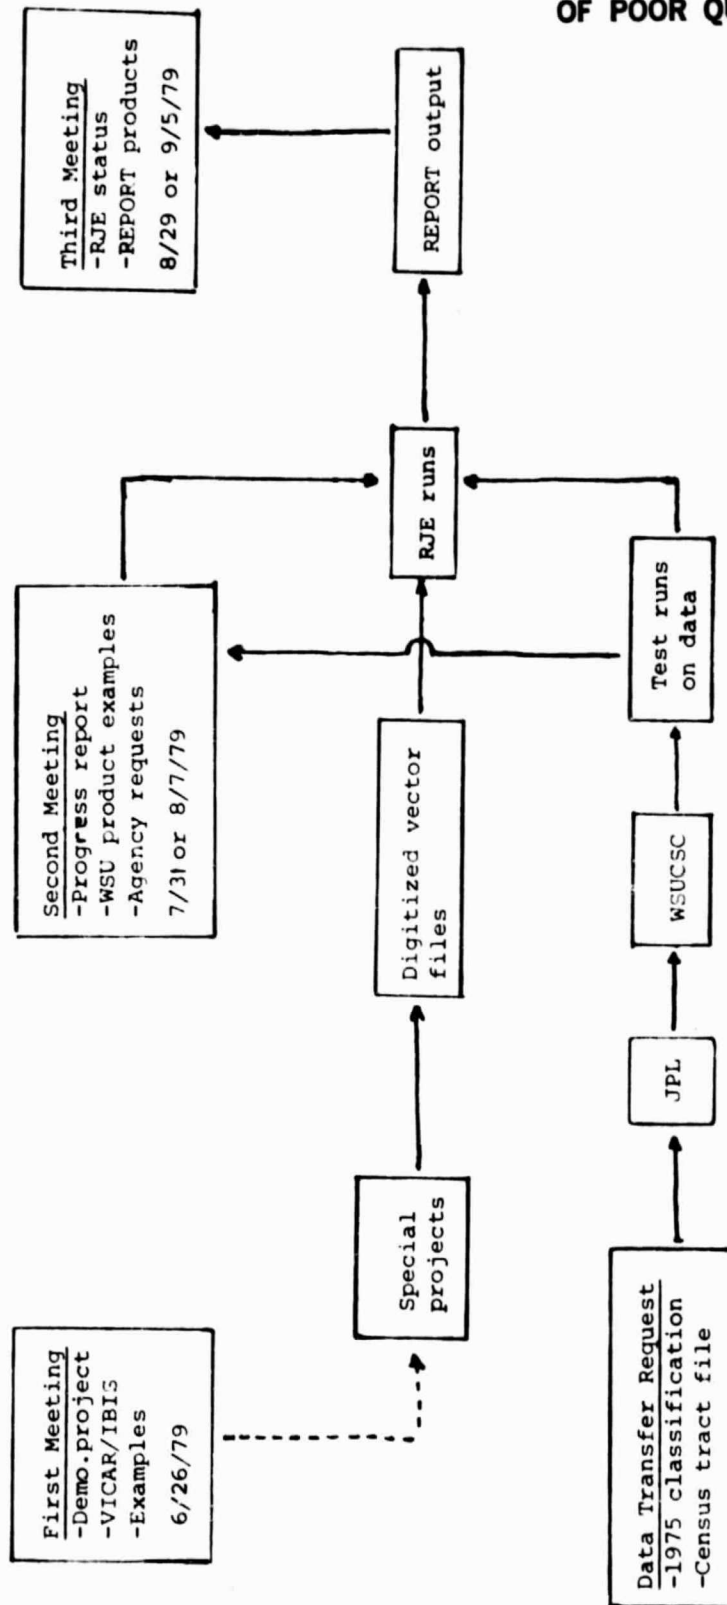 OF POOR QU
First Meeting
-Demo.project
-VICAR/IBIS
-Examples
6/26/79
Second Meeting
-Progress report
-WSU product examples
-Agency requests
7/31 or 8/7/79
Third Meeting
-RJE status
-REPORT products
8/29 or 9/5/79
Special
projects
Digitized vector
files
RJE runs
REPORT output
Data Transfer Request
-1975 classification
-Census tract file
JPL
WSUCSC
Test runs
on data